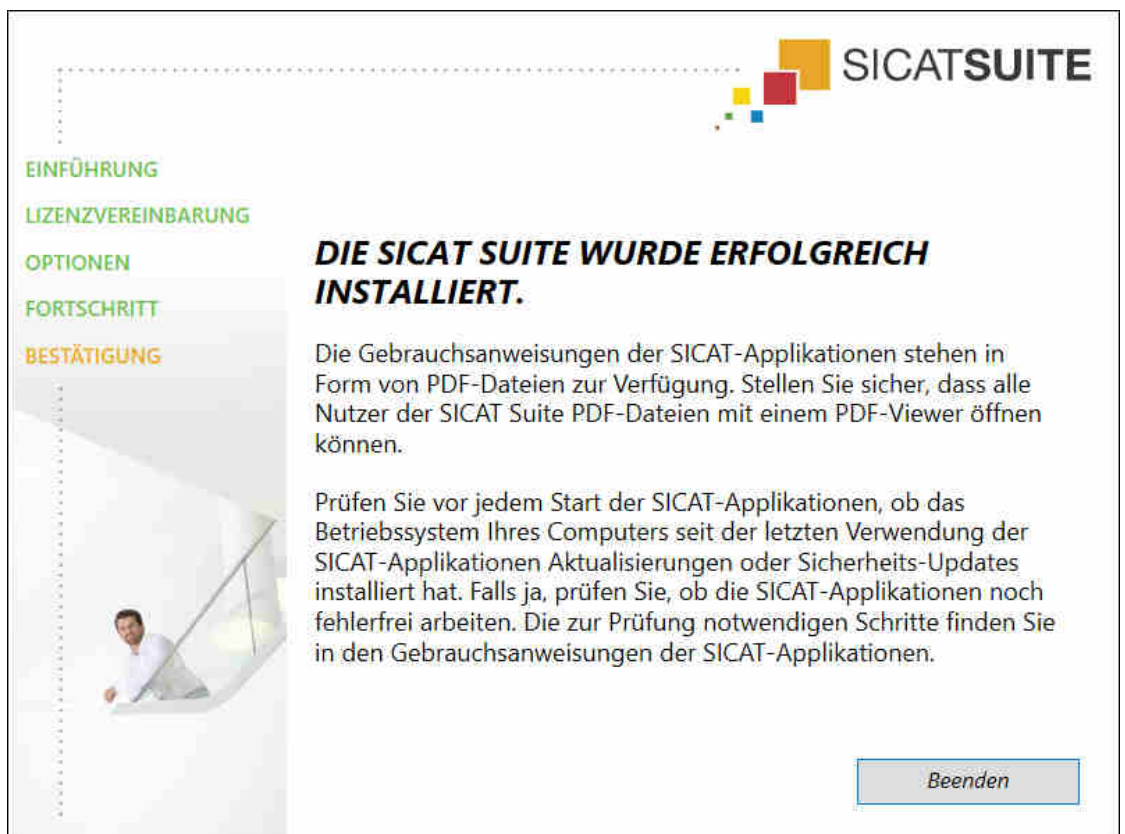 SICATSUITE
EINFÜHRUNG
LIZENZVEREINBARUNG
OPTIONEN
FORTSCHRITT
BESTÄTIGUNG
DIE SICAT SUITE WURDE ERFOLGREICH
INSTALLIERT.
Die Gebrauchsanweisungen der SICAT-Applikationen stehen in
Form von PDF-Dateien zur Verfügung. Stellen Sie sicher, dass alle
Nutzer der SICAT Suite PDF-Dateien mit einem PDF-Viewer öffnen
können.
Prüfen Sie vor jedem Start der SICAT-Applikationen, ob das
Betriebssystem Ihres Computers seit der letzten Verwendung der
SICAT-Applikationen Aktualisierungen oder Sicherheits-Updates
installiert hat. Falls ja, prüfen Sie, ob die SICAT-Applikationen noch
fehlerfrei arbeiten. Die zur Prüfung notwendigen Schritte finden Sie
in den Gebrauchsanweisungen der SICAT-Applikationen.
Beenden